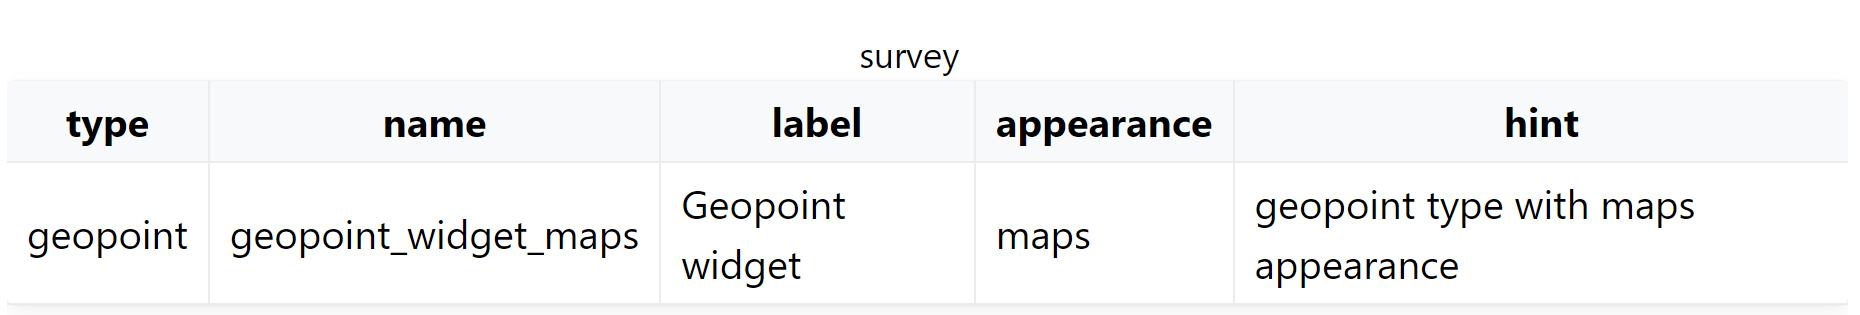 survey
type name label appearance hint
geopoint geopoint_widget_maps Geopoint widget maps geopoint type with maps appearance